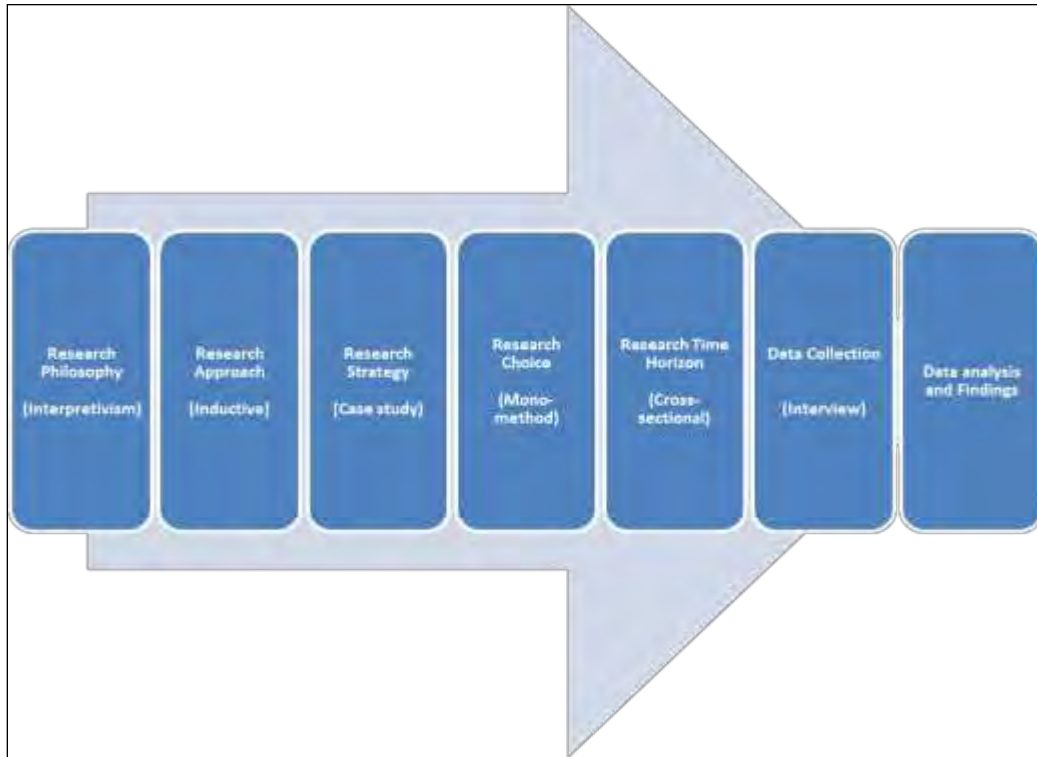 Research
Philosophy
(Interpretivism)
Research
Approach
(Inductive)
Research
Strategy
(Case study)
Research
Choice
(Mono-
method)
Research Time
Horizon
(Cross-
sectional)
Data Collection
(Interview)
Data analysis
and Findings